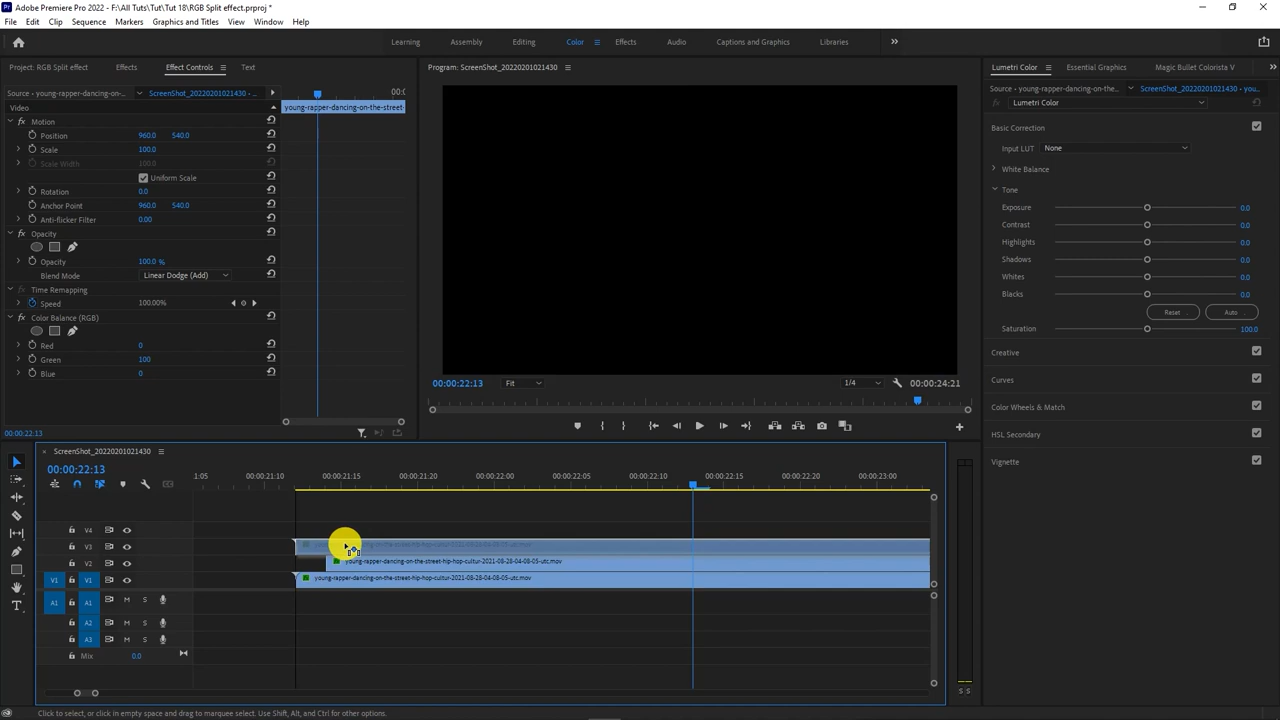 Adobe Premiere Pro 2022 - F:\All Tuts\Tut\Tut 18\RGB Split effect.prproj *
File Edit Clip Sequence Markers Graphics and Titles View Window Help
Learning Assembly Editing Color Effects Audio Captions and Graphics Libraries
Project: RGB Split effect Effects Effect Controls Text
Program: ScreenShot_20220201021430
Lumetri Color Essential Graphics Magic Bullet Colorista V
Source - young-rapper-dancing-on-... ScreenShot_20220201021430 - ... 00:0
Source - young-rapper-dancing-on-the... ScreenShot_20220201021430 - you...
Lumetri Color
Video young-rapper-dancing-on-the-street-
fx Motion
Position 960.0 540.0
Scale 100.0
Scale Width 100.0
Uniform Scale
Rotation 0.0
Anchor Point 960.0 540.0
Anti-flicker Filter 0.00
fx Opacity
Opacity 100.0 %
Blend Mode Linear Dodge (Add)
Time Remapping
Speed 100.00%
fx Color Balance (RGB)
Red 0
Green 100
Blue 0
00:00:22:13
Basic Correction
Input LUT None
White Balance
Tone
Exposure 0.0
Contrast 0.0
Highlights 0.0
Shadows 0.0
Whites 0.0
Blacks 0.0
Reset Auto
Saturation 100.0
Creative
Curves
Color Wheels & Match
HSL Secondary
Vignette
00:00:22:13 Fit 1/4 00:00:24:21
ScreenShot_20220201021430
00:00:22:13
1:05 00:00:21:10 00:00:21:15 00:00:21:20 00:00:22:00 00:00:22:05 00:00:22:10 00:00:22:15 00:00:23:00
V4
V3
V2 young-rapper-dancing-on-the-street-hip-hop-cultur-2021-08-28-04-08-05-utc.mov
V1 V1 young-rapper-dancing-on-the-street-hip-hop-cultur-2021-08-28-04-08-05-utc.mov
A1 A1 M S
A2 M S
A3 M S
Mix 0.0
S S
Click to select, or click in empty space and drag to marquee select. Use Shift, Alt, and Ctrl for other options.